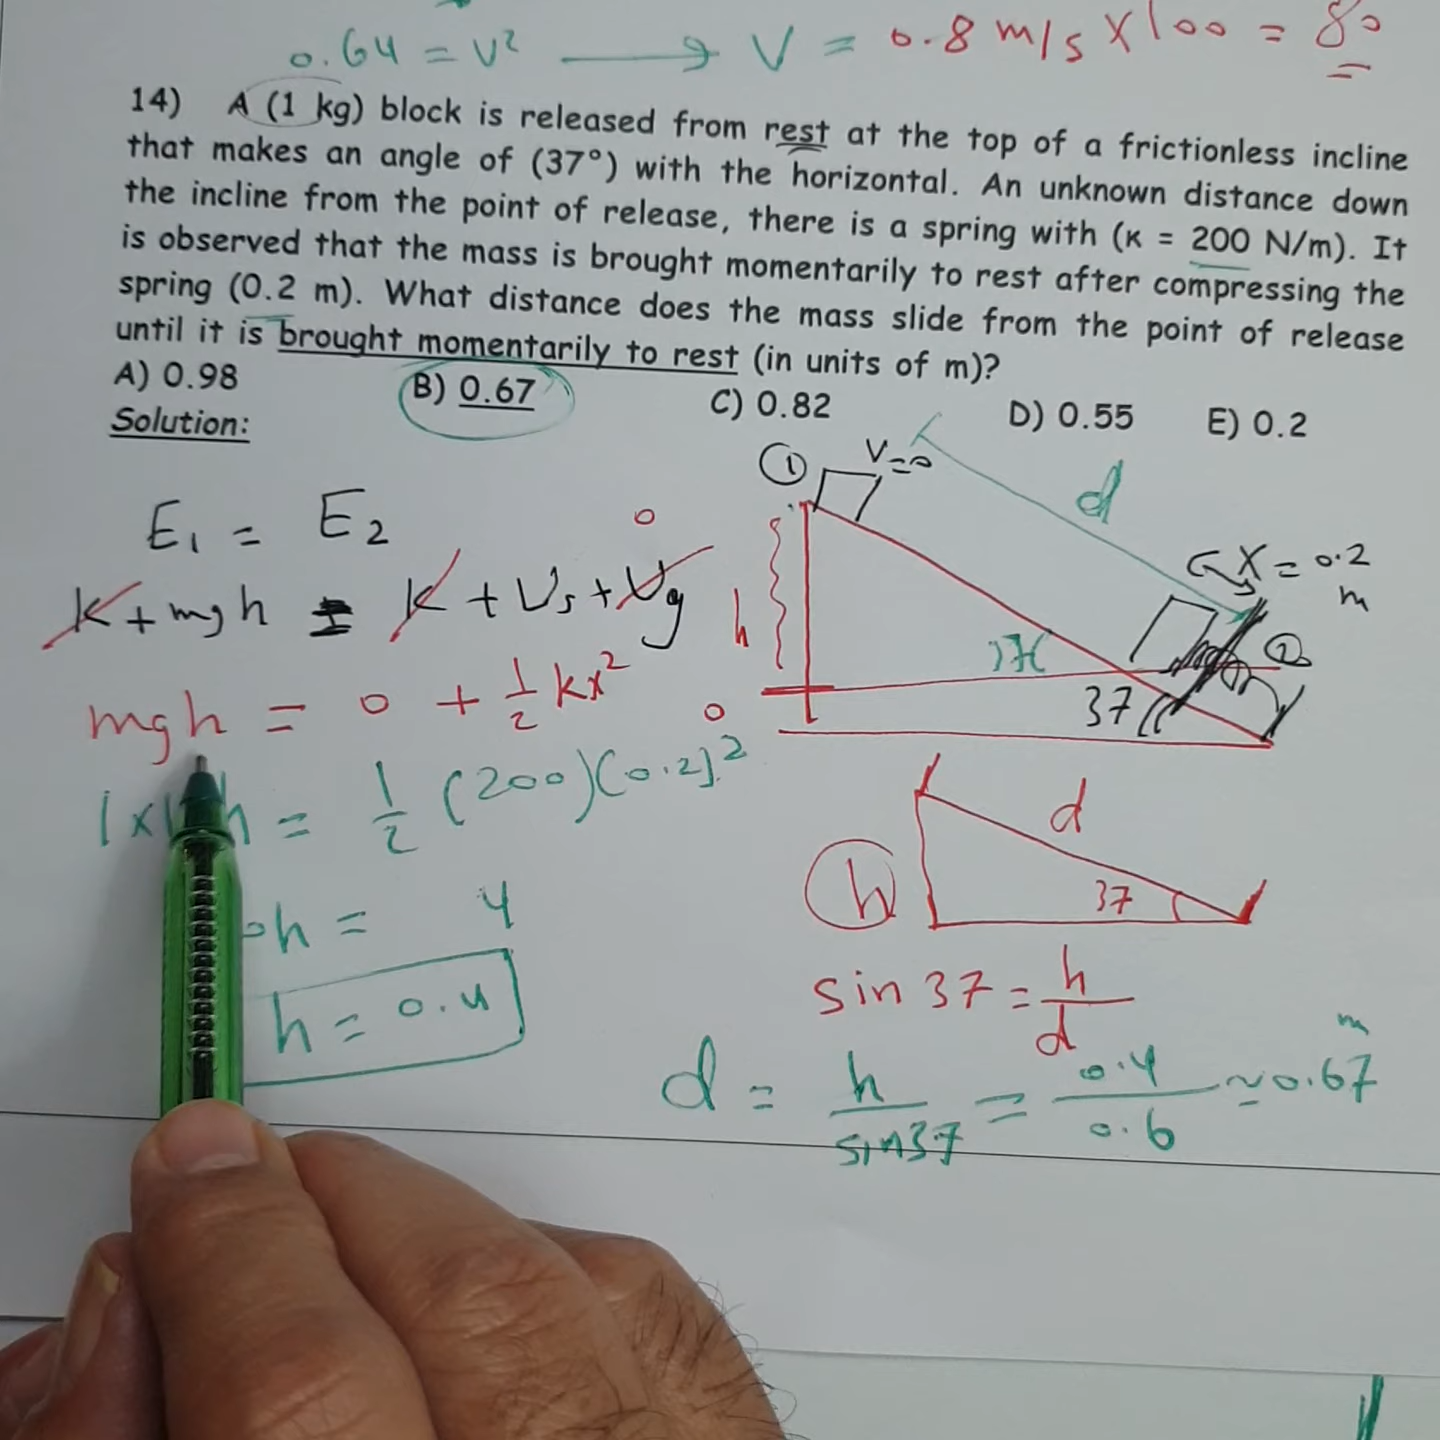 0.64 = V² → V = 0.8 m/s X 100 = 80
14) A (1 kg) block is released from rest at the top of a frictionless incline
that makes an angle of (37°) with the horizontal. An unknown distance down
the incline from the point of release, there is a spring with (κ = 200 N/m). It
is observed that the mass is brought momentarily to rest after compressing the
spring (0.2 m). What distance does the mass slide from the point of release
until it is brought momentarily to rest (in units of m)?
A) 0.98 B) 0.67 C) 0.82 D) 0.55 E) 0.2
Solution:
① V=0
d
E₁ = E₂
0
X = 0.2 m
K + mgh = K + Us + Ug
h
②
mgh = 0 + 1/2 kx²
37
0
h = 1/2 (200)(0.2)²
d
h
37
h = 4
sin 37 = h/d
h = 0.4
d = h/sin37 = 0.4/0.6 ≃ 0.67 m